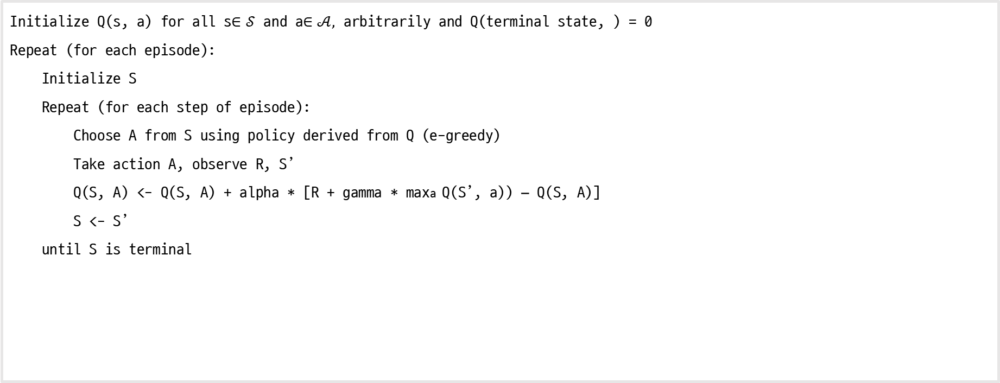 Initialize Q(s, a) for all s∈ 𝒮 and a∈ 𝒜, arbitrarily and Q(terminal state, ) = 0
Repeat (for each episode):
Initialize S
Repeat (for each step of episode):
Choose A from S using policy derived from Q (e-greedy)
Take action A, observe R, S’
Q(S, A) <- Q(S, A) + alpha * [R + gamma * maxₐ Q(S’, a)) – Q(S, A)]
S <- S’
until S is terminal